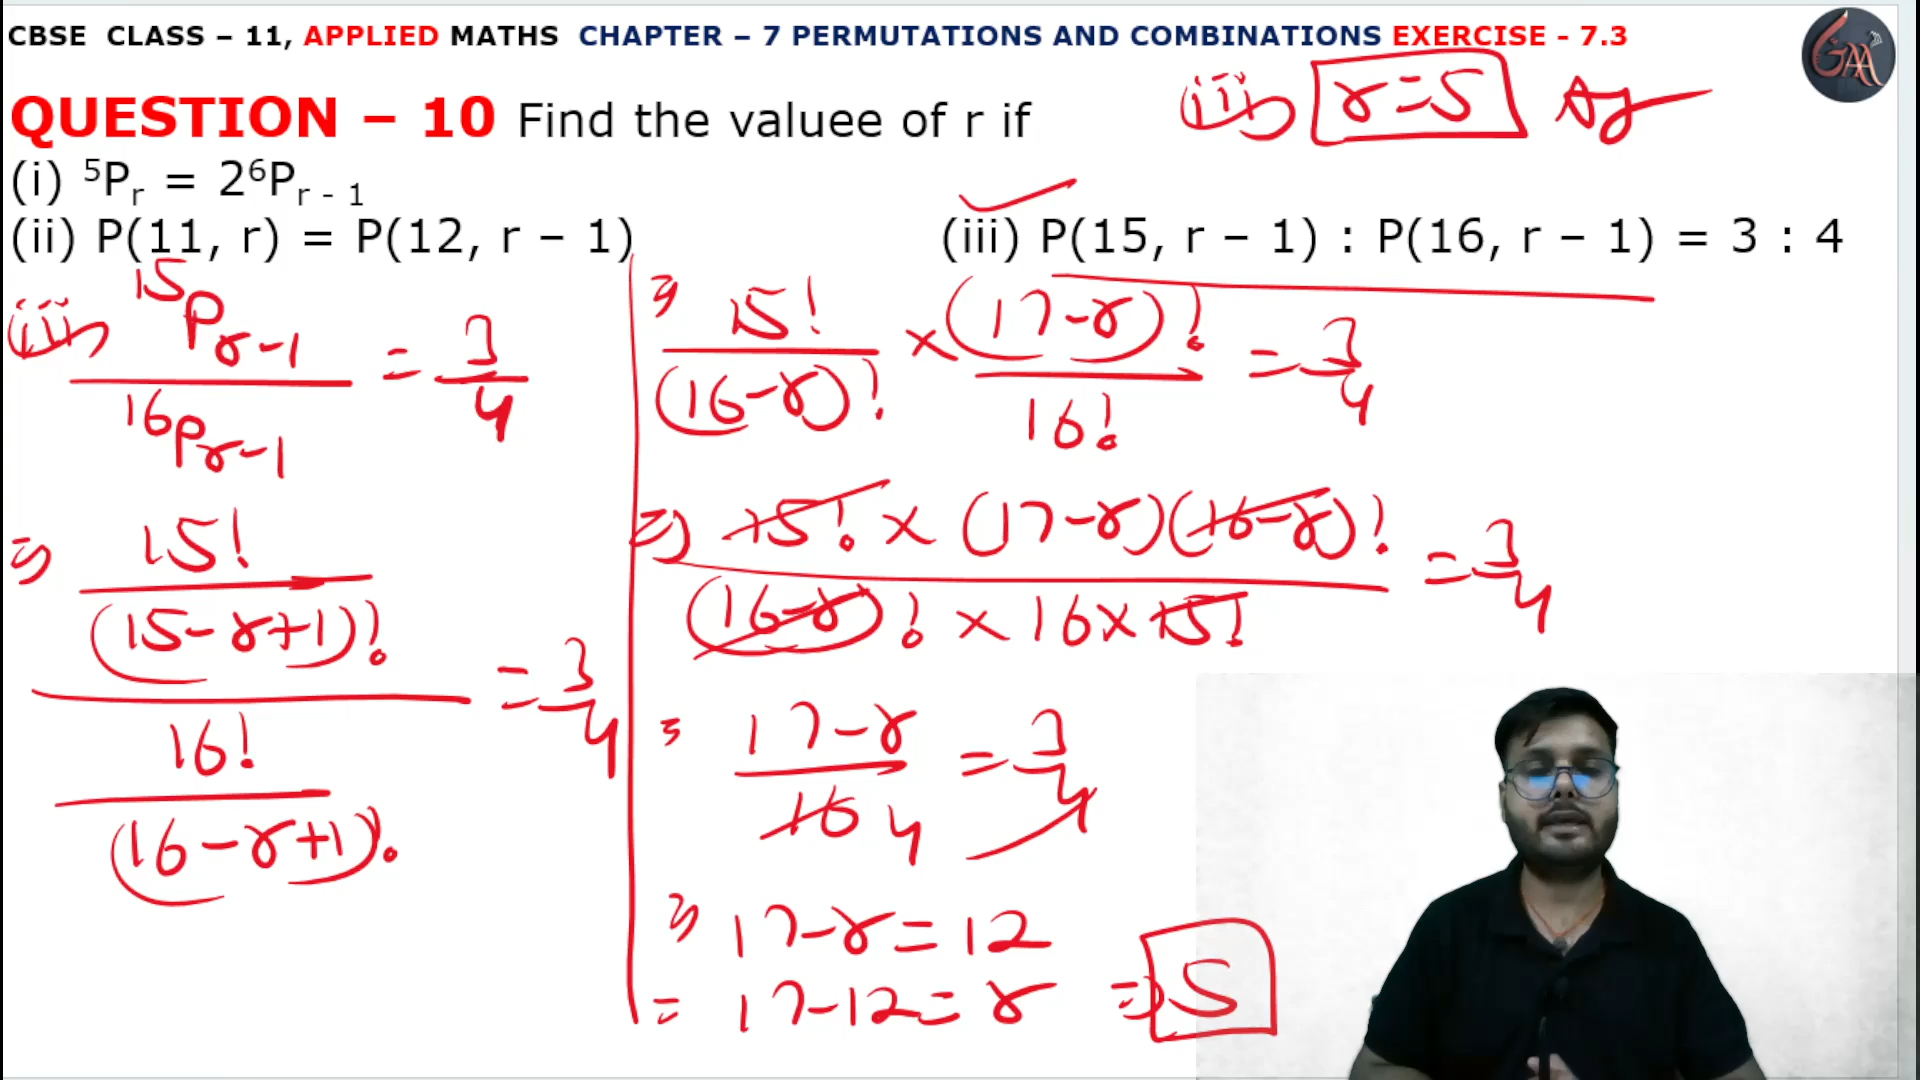 CBSE CLASS – 11, APPLIED MATHS CHAPTER – 7 PERMUTATIONS AND COMBINATIONS EXERCISE - 7.3
QUESTION – 10 Find the valuee of r if
(iii) r=5
(i) ⁵Pᵣ = 2⁶Pᵣ ₋ ₁
(ii) P(11, r) = P(12, r – 1)
(iii) P(15, r – 1) : P(16, r – 1) = 3 : 4
(iii) 15Pr-1 / 16Pr-1 = 3/4
⇒ 15!/(15-r+1)! / 16!/(16-r+1)! = 3/4
⇒ 15!/(16-r)! × (17-r)!/16! = 3/4
⇒ 15! × (17-r)(16-r)! / (16-r)! × 16 × 15! = 3/4
⇒ 17-r / 16 4 = 3/4
⇒ 17-r = 12
= 17-12 = r ⇒ 5
GAA